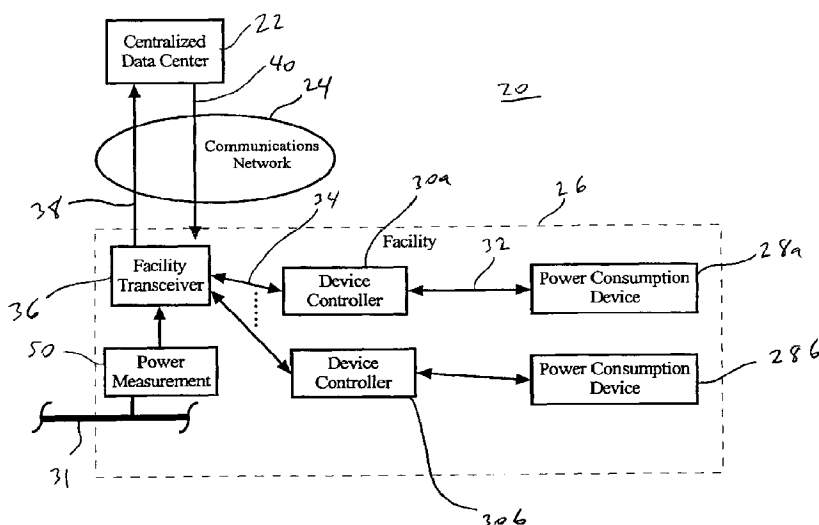 Centralized
Data Center
22
40
24
20
Communications
Network
38
34
30a
26
Facility
32
28a
Facility
Transceiver
Device
Controller
Power Consumption
Device
36
50
Power
Measurement
Device
Controller
Power Consumption
Device
28b
31
30b